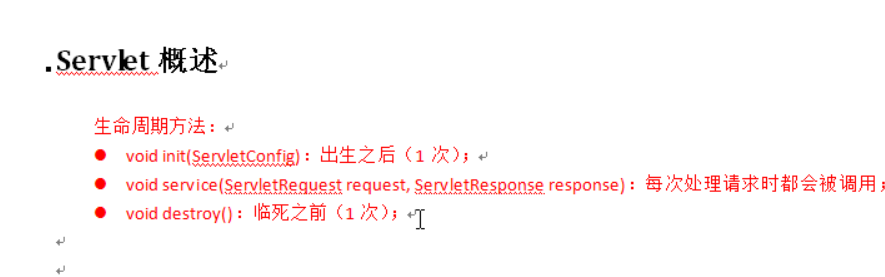 Servlet 概述
生命周期方法：
● void init(ServletConfig)：出生之后（1 次）；
● void service(ServletRequest request, ServletResponse response)：每次处理请求时都会被调用；
● void destroy()：临死之前（1 次）；